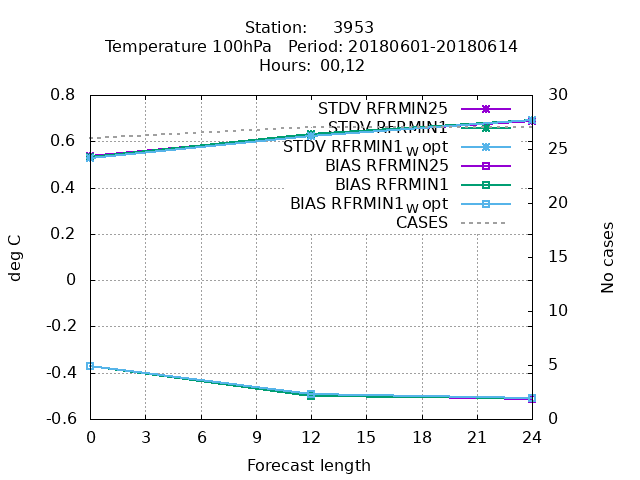 Station: 3953
Temperature 100hPa Period: 20180601-20180614
Hours: 00,12
0.8
0.6
0.4
0.2
0
-0.2
-0.4
-0.6
deg C
STDV RFRMIN25
STDV RFRMIN1
STDV RFRMIN1W opt
BIAS RFRMIN25
BIAS RFRMIN1
BIAS RFRMIN1W opt
CASES
30
25
20
15
10
5
0
No cases
0 3 6 9 12 15 18 21 24
Forecast length